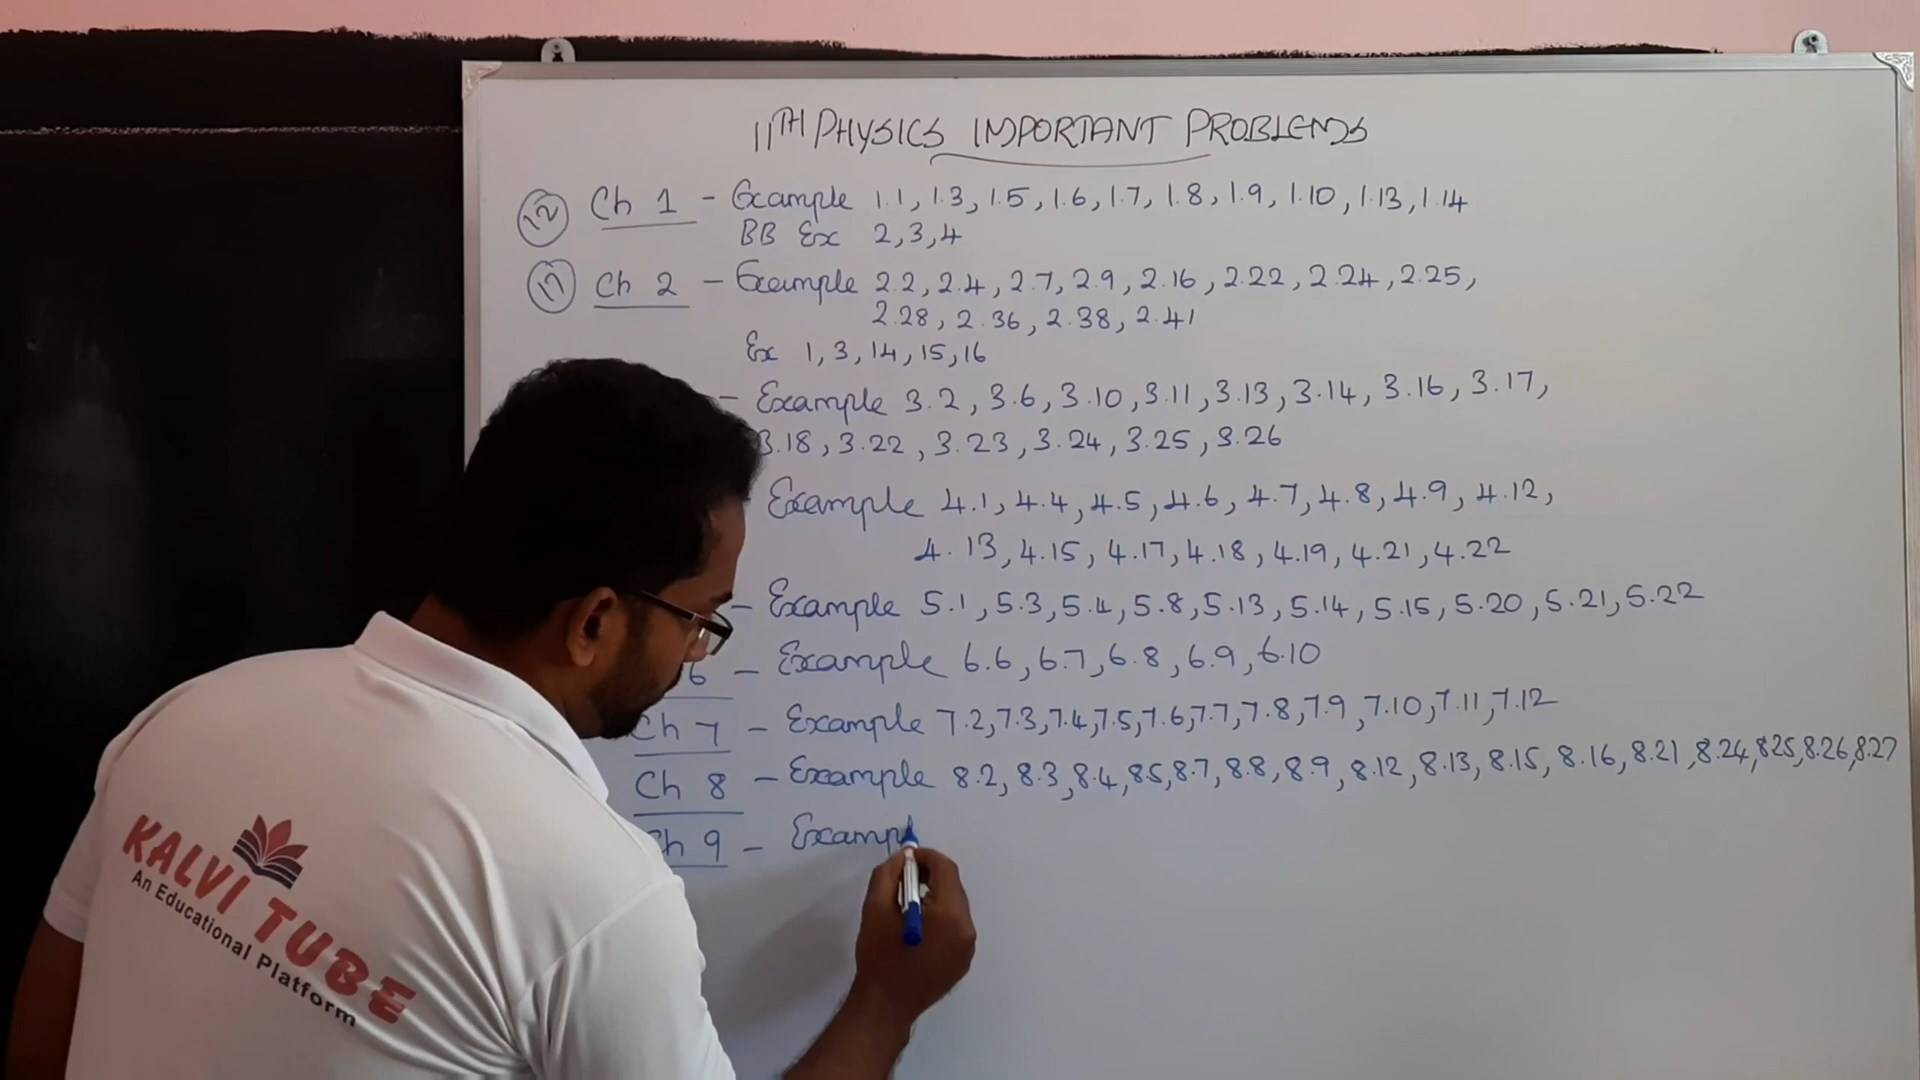 11TH PHYSICS IMPORTANT PROBLEMS
12 Ch 1 - Example 1.1, 1.3, 1.5, 1.6, 1.7, 1.8, 1.9, 1.10, 1.13, 1.14
BB Ex 2,3,4
17 Ch 2 - Example 2.2, 2.4, 2.7, 2.9, 2.16, 2.22, 2.24, 2.25,
2.28, 2.36, 2.38, 2.41
Ex 1, 3, 14, 15, 16
- Example 3.2, 3.6, 3.10, 3.11, 3.13, 3.14, 3.16, 3.17,
3.18, 3.22, 3.23, 3.24, 3.25, 3.26
Example 4.1, 4.4, 4.5, 4.6, 4.7, 4.8, 4.9, 4.12,
4.13, 4.15, 4.17, 4.18, 4.19, 4.21, 4.22
- Example 5.1, 5.3, 5.4, 5.8, 5.13, 5.14, 5.15, 5.20, 5.21, 5.22
6 - Example 6.6, 6.7, 6.8, 6.9, 6.10
Ch 7 - Example 7.2, 7.3, 7.4, 7.5, 7.6, 7.7, 7.8, 7.9, 7.10, 7.11, 7.12
Ch 8 - Example 8.2, 8.3, 8.4, 8.5, 8.7, 8.8, 8.9, 8.12, 8.13, 8.15, 8.16, 8.21, 8.24, 8.25, 8.26, 8.27
Ch 9 - Exampl
KALVI TUBE
An Educational Platform